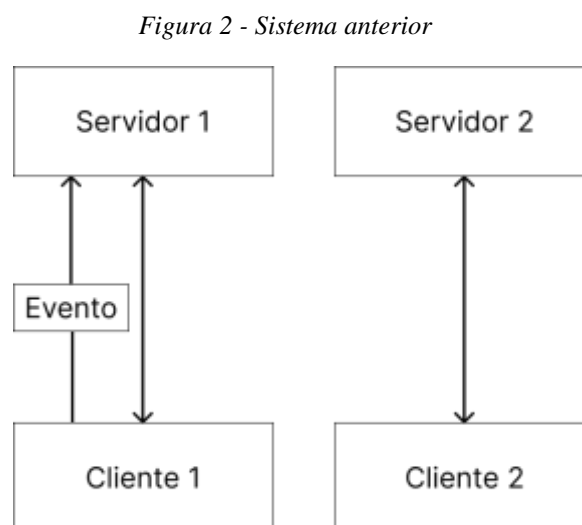 Figura 2 - Sistema anterior
Servidor 1
Servidor 2
Evento
Cliente 1
Cliente 2